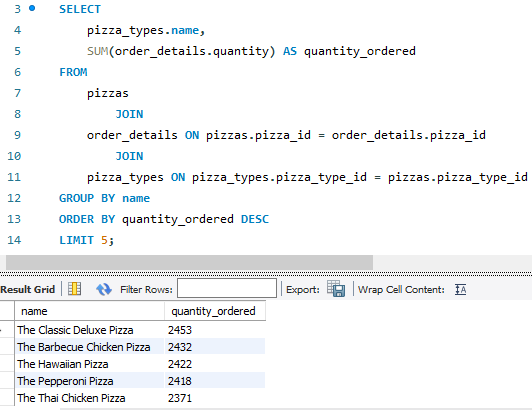 3 SELECT
4 pizza_types.name,
5 SUM(order_details.quantity) AS quantity_ordered
6 FROM
7 pizzas
8 JOIN
9 order_details ON pizzas.pizza_id = order_details.pizza_id
10 JOIN
11 pizza_types ON pizza_types.pizza_type_id = pizzas.pizza_type_id
12 GROUP BY name
13 ORDER BY quantity_ordered DESC
14 LIMIT 5;
Result Grid Filter Rows: Export: Wrap Cell Content:
name quantity_ordered
The Classic Deluxe Pizza 2453
The Barbecue Chicken Pizza 2432
The Hawaiian Pizza 2422
The Pepperoni Pizza 2418
The Thai Chicken Pizza 2371